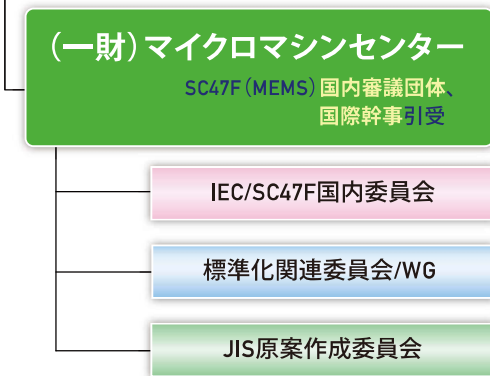 （一財）マイクロマシンセンター
SC47F（MEMS）国内審議団体、
国際幹事引受
IEC/SC47F国内委員会
標準化関連委員会/WG
JIS原案作成委員会